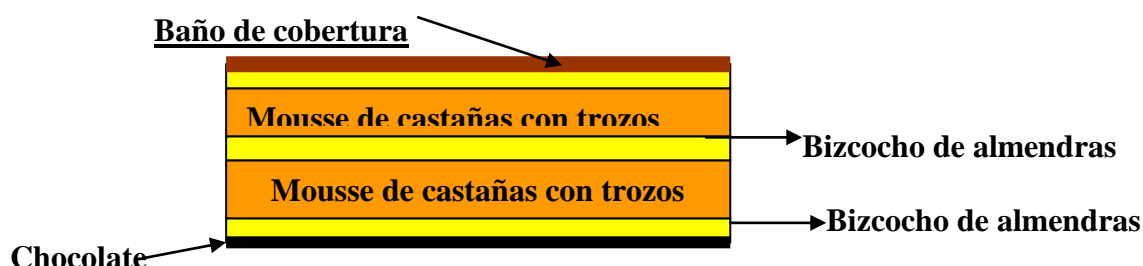 Baño de cobertura
Mousse de castañas con trozos
Bizcocho de almendras
Mousse de castañas con trozos
Bizcocho de almendras
Chocolate